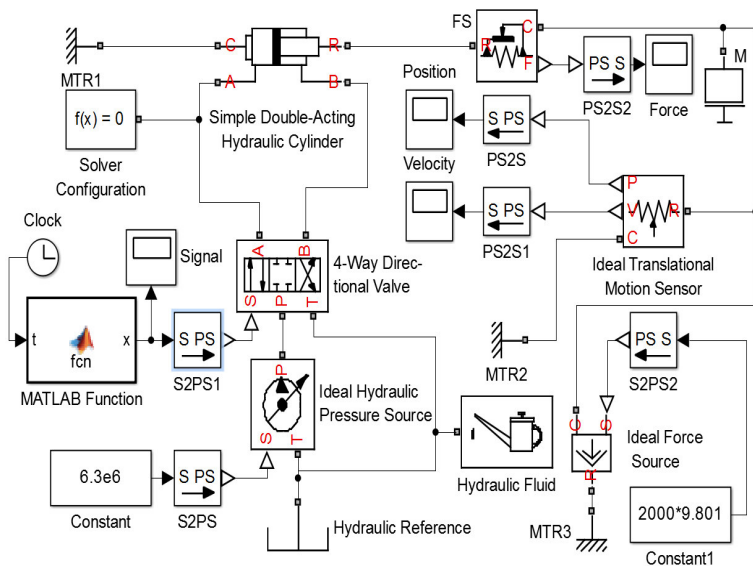 C
R
MTR1
A
B
f(x) = 0
Solver
Configuration
Simple Double-Acting
Hydraulic Cylinder
FS
R
C
F
PS S
PS2S2
Force
M
Position
S PS
PS2S
Velocity
S PS
PS2S1
P
V
R
C
Ideal Translational
Motion Sensor
MTR2
Clock
Signal
t
fcn
x
MATLAB Function
S PS
S2PS1
A
B
S
P
T
4-Way Direc-
tional Valve
P
S
T
Ideal Hydraulic
Pressure Source
6.3e6
Constant
S PS
S2PS
Hydraulic Reference
Hydraulic Fluid
PS S
S2PS2
C
S
R
Ideal Force
Source
MTR3
2000*9.801
Constant1